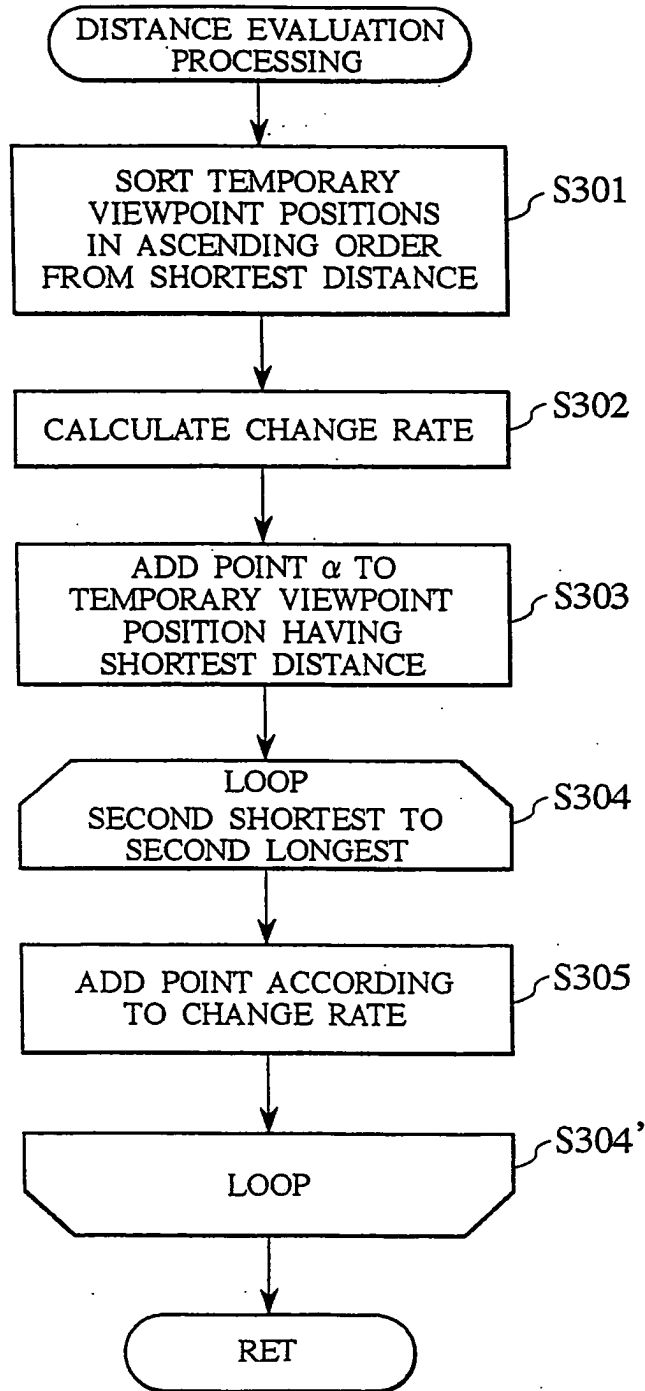 DISTANCE EVALUATION
PROCESSING
SORT TEMPORARY
VIEWPOINT POSITIONS
IN ASCENDING ORDER
FROM SHORTEST DISTANCE
S301
CALCULATE CHANGE RATE
S302
ADD POINT α TO
TEMPORARY VIEWPOINT
POSITION HAVING
SHORTEST DISTANCE
S303
LOOP
SECOND SHORTEST TO
SECOND LONGEST
S304
ADD POINT ACCORDING
TO CHANGE RATE
S305
LOOP
S304'
RET